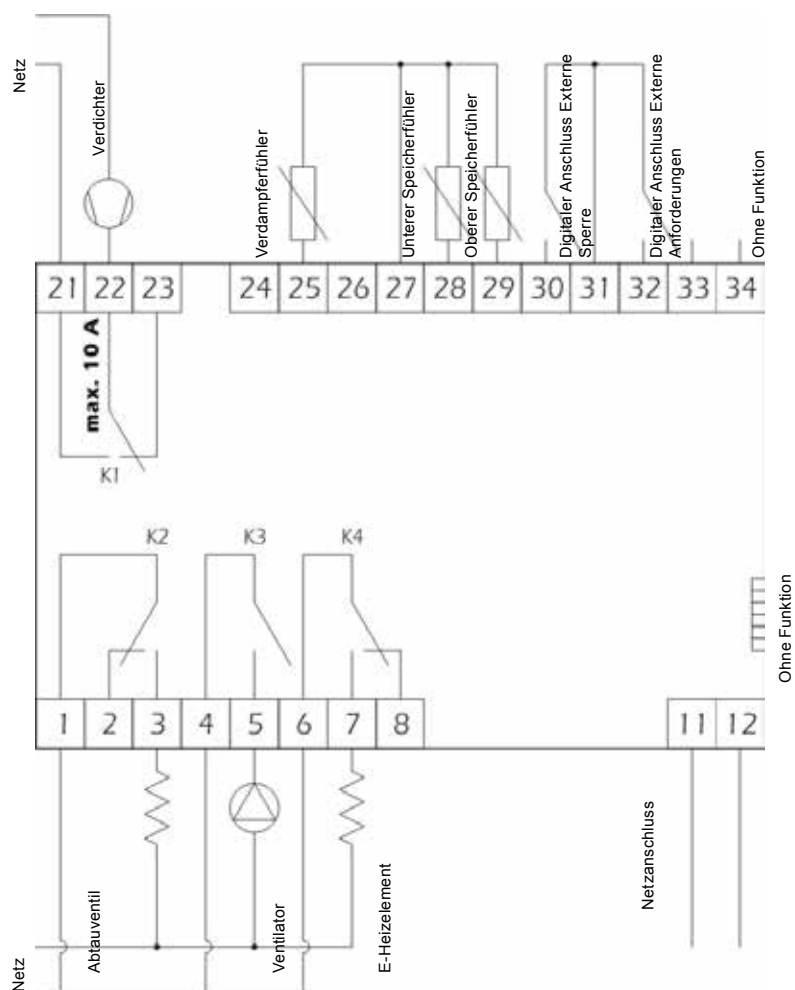 Netz
Verdichter
Verdampferfühler
Unterer Speicherfühler
Oberer Speicherfühler
Digitaler Anschluss Externe
Sperre
Digitaler Anschluss Externe
Anforderungen
Ohne Funktion
21 22 23 24 25 26 27 28 29 30 31 32 33 34
max. 10 A
K1
K2 K3 K4
Ohne Funktion
1 2 3 4 5 6 7 8 11 12
Netz
Abtauventil
Ventilator
E-Heizelement
Netzanschluss